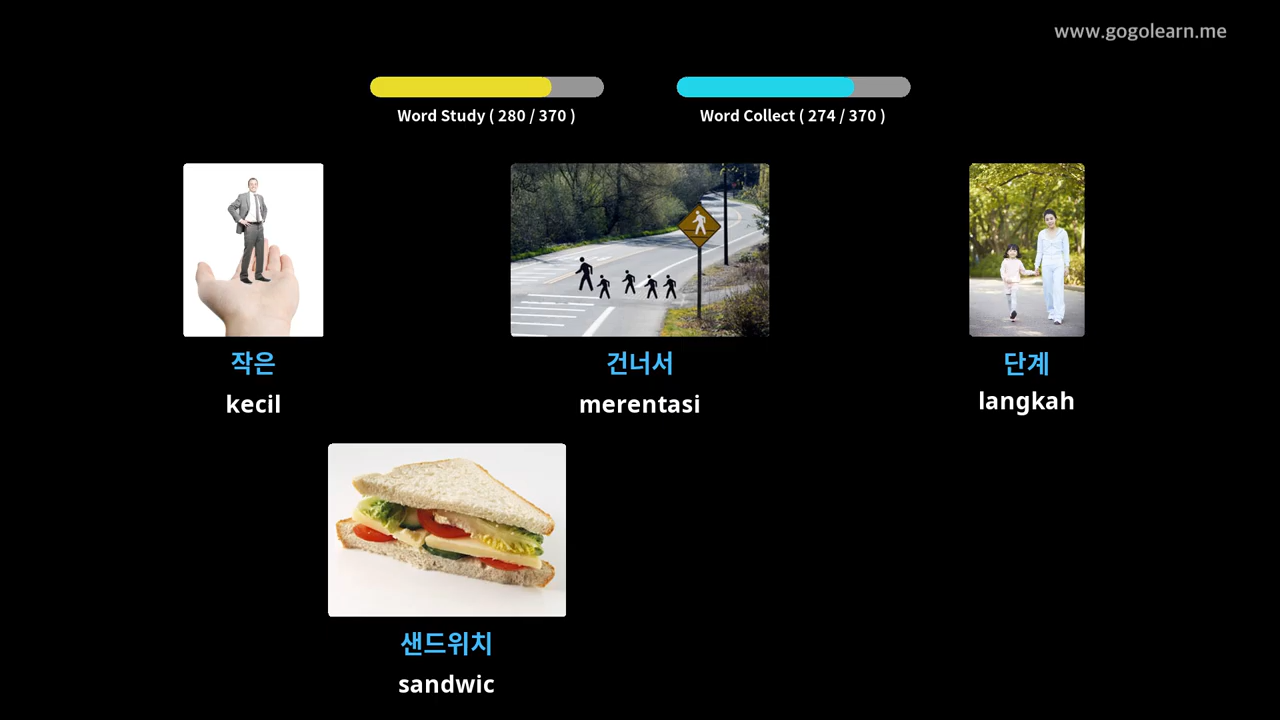 www.gogolearn.me
Word Study ( 280 / 370 )
Word Collect ( 274 / 370 )
작은
건너서
단계
kecil
merentasi
langkah
샌드위치
sandwic